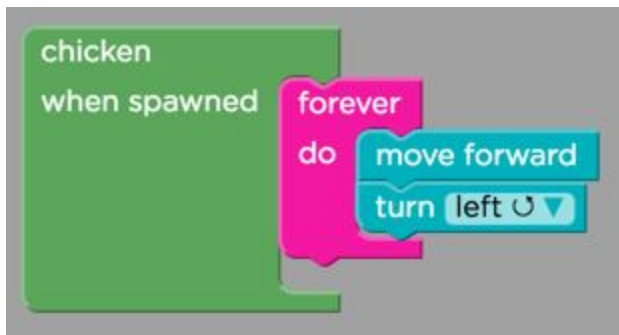 chicken
when spawned
forever
do
move forward
turn left ↺ ▼